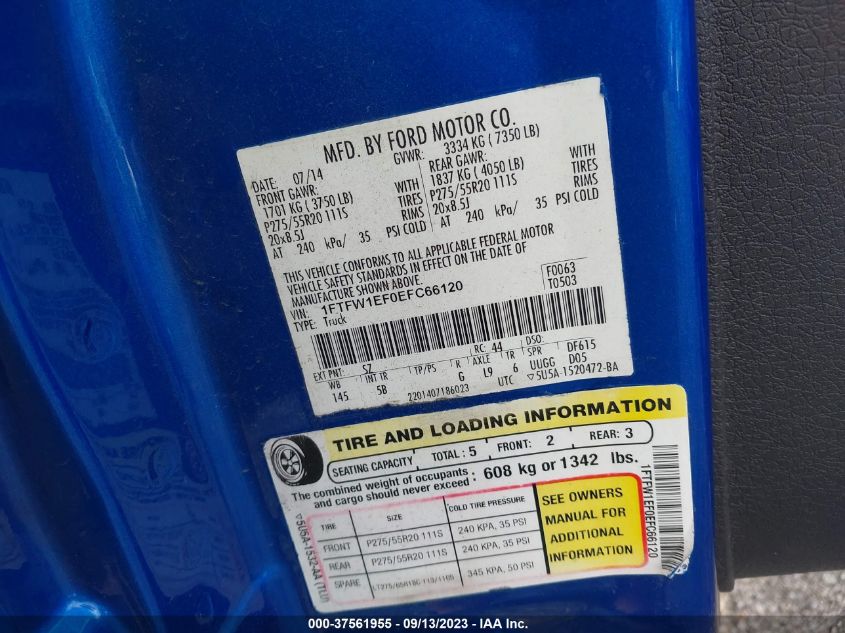 MFD. BY FORD MOTOR CO.
DATE: 07/14 GVWR: 3334 KG ( 7350 LB)
FRONT GAWR: REAR GAWR:
1707 KG ( 3750 LB) WITH 1837 KG ( 4050 LB) WITH
P275/55R20 111S TIRES P275/55R20 111S TIRES
20x8.5J RIMS 20x8.5J RIMS
AT 240 kPa/ 35 PSI COLD AT 240 kPa/ 35 PSI COLD
THIS VEHICLE CONFORMS TO ALL APPLICABLE FEDERAL MOTOR
VEHICLE SAFETY STANDARDS IN EFFECT ON THE DATE OF
MANUFACTURE SHOWN ABOVE.
VIN: 1FTFW1EF0EFC66120 F0063
TYPE: Truck T0503
EXT PNT: SZ RC: 44 DSO:
WB INT TR TP/PS R AXLE TR SPR DF615
145 5B G L9 6 UUGG D05
2201407186023 UTC ▽5U5A-1520472-BA
TIRE AND LOADING INFORMATION
SEATING CAPACITY TOTAL : 5 FRONT: 2 REAR: 3
The combined weight of occupants
and cargo should never exceed : 608 kg or 1342 lbs.
TIRE SIZE COLD TIRE PRESSURE
FRONT P275/55R20 111S 240 KPA, 35 PSI
REAR P275/55R20 111S 240 KPA, 35 PSI
SPARE 345 KPA, 50 PSI
SEE OWNERS
MANUAL FOR
ADDITIONAL
INFORMATION
▽5U5A-1532-AA (TLI)
1FTFW1EF0EFC66120
000-37561955 - 09/13/2023 - IAA Inc.